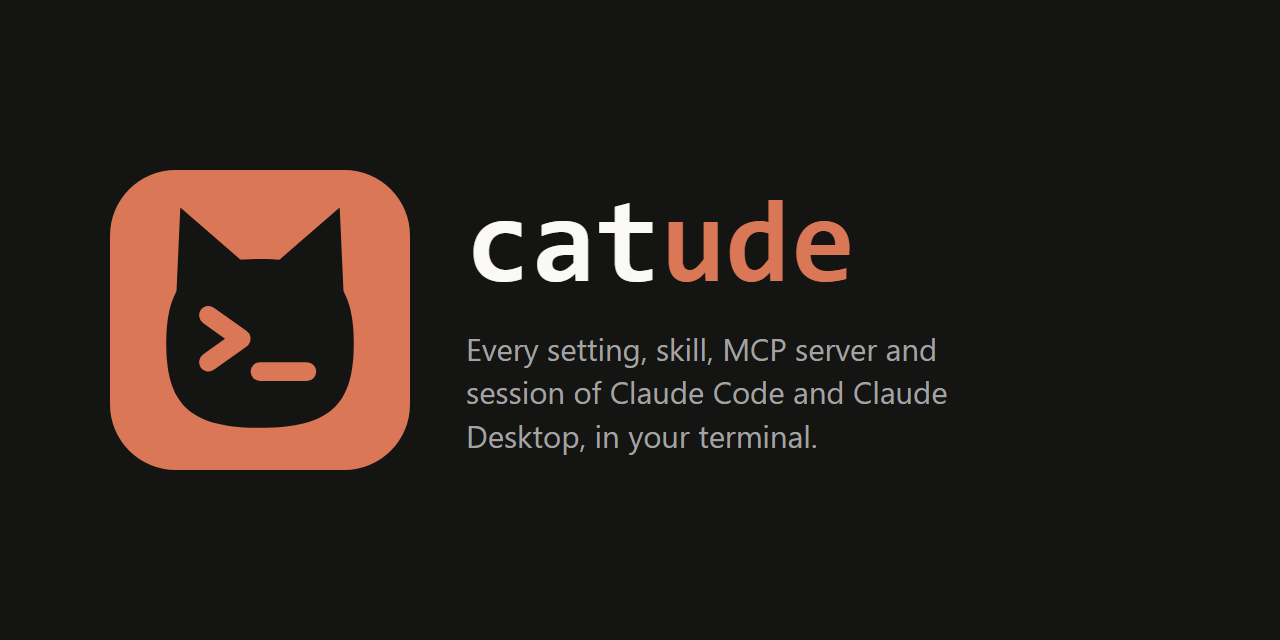 catude
Every setting, skill, MCP server and
session of Claude Code and Claude
Desktop, in your terminal.